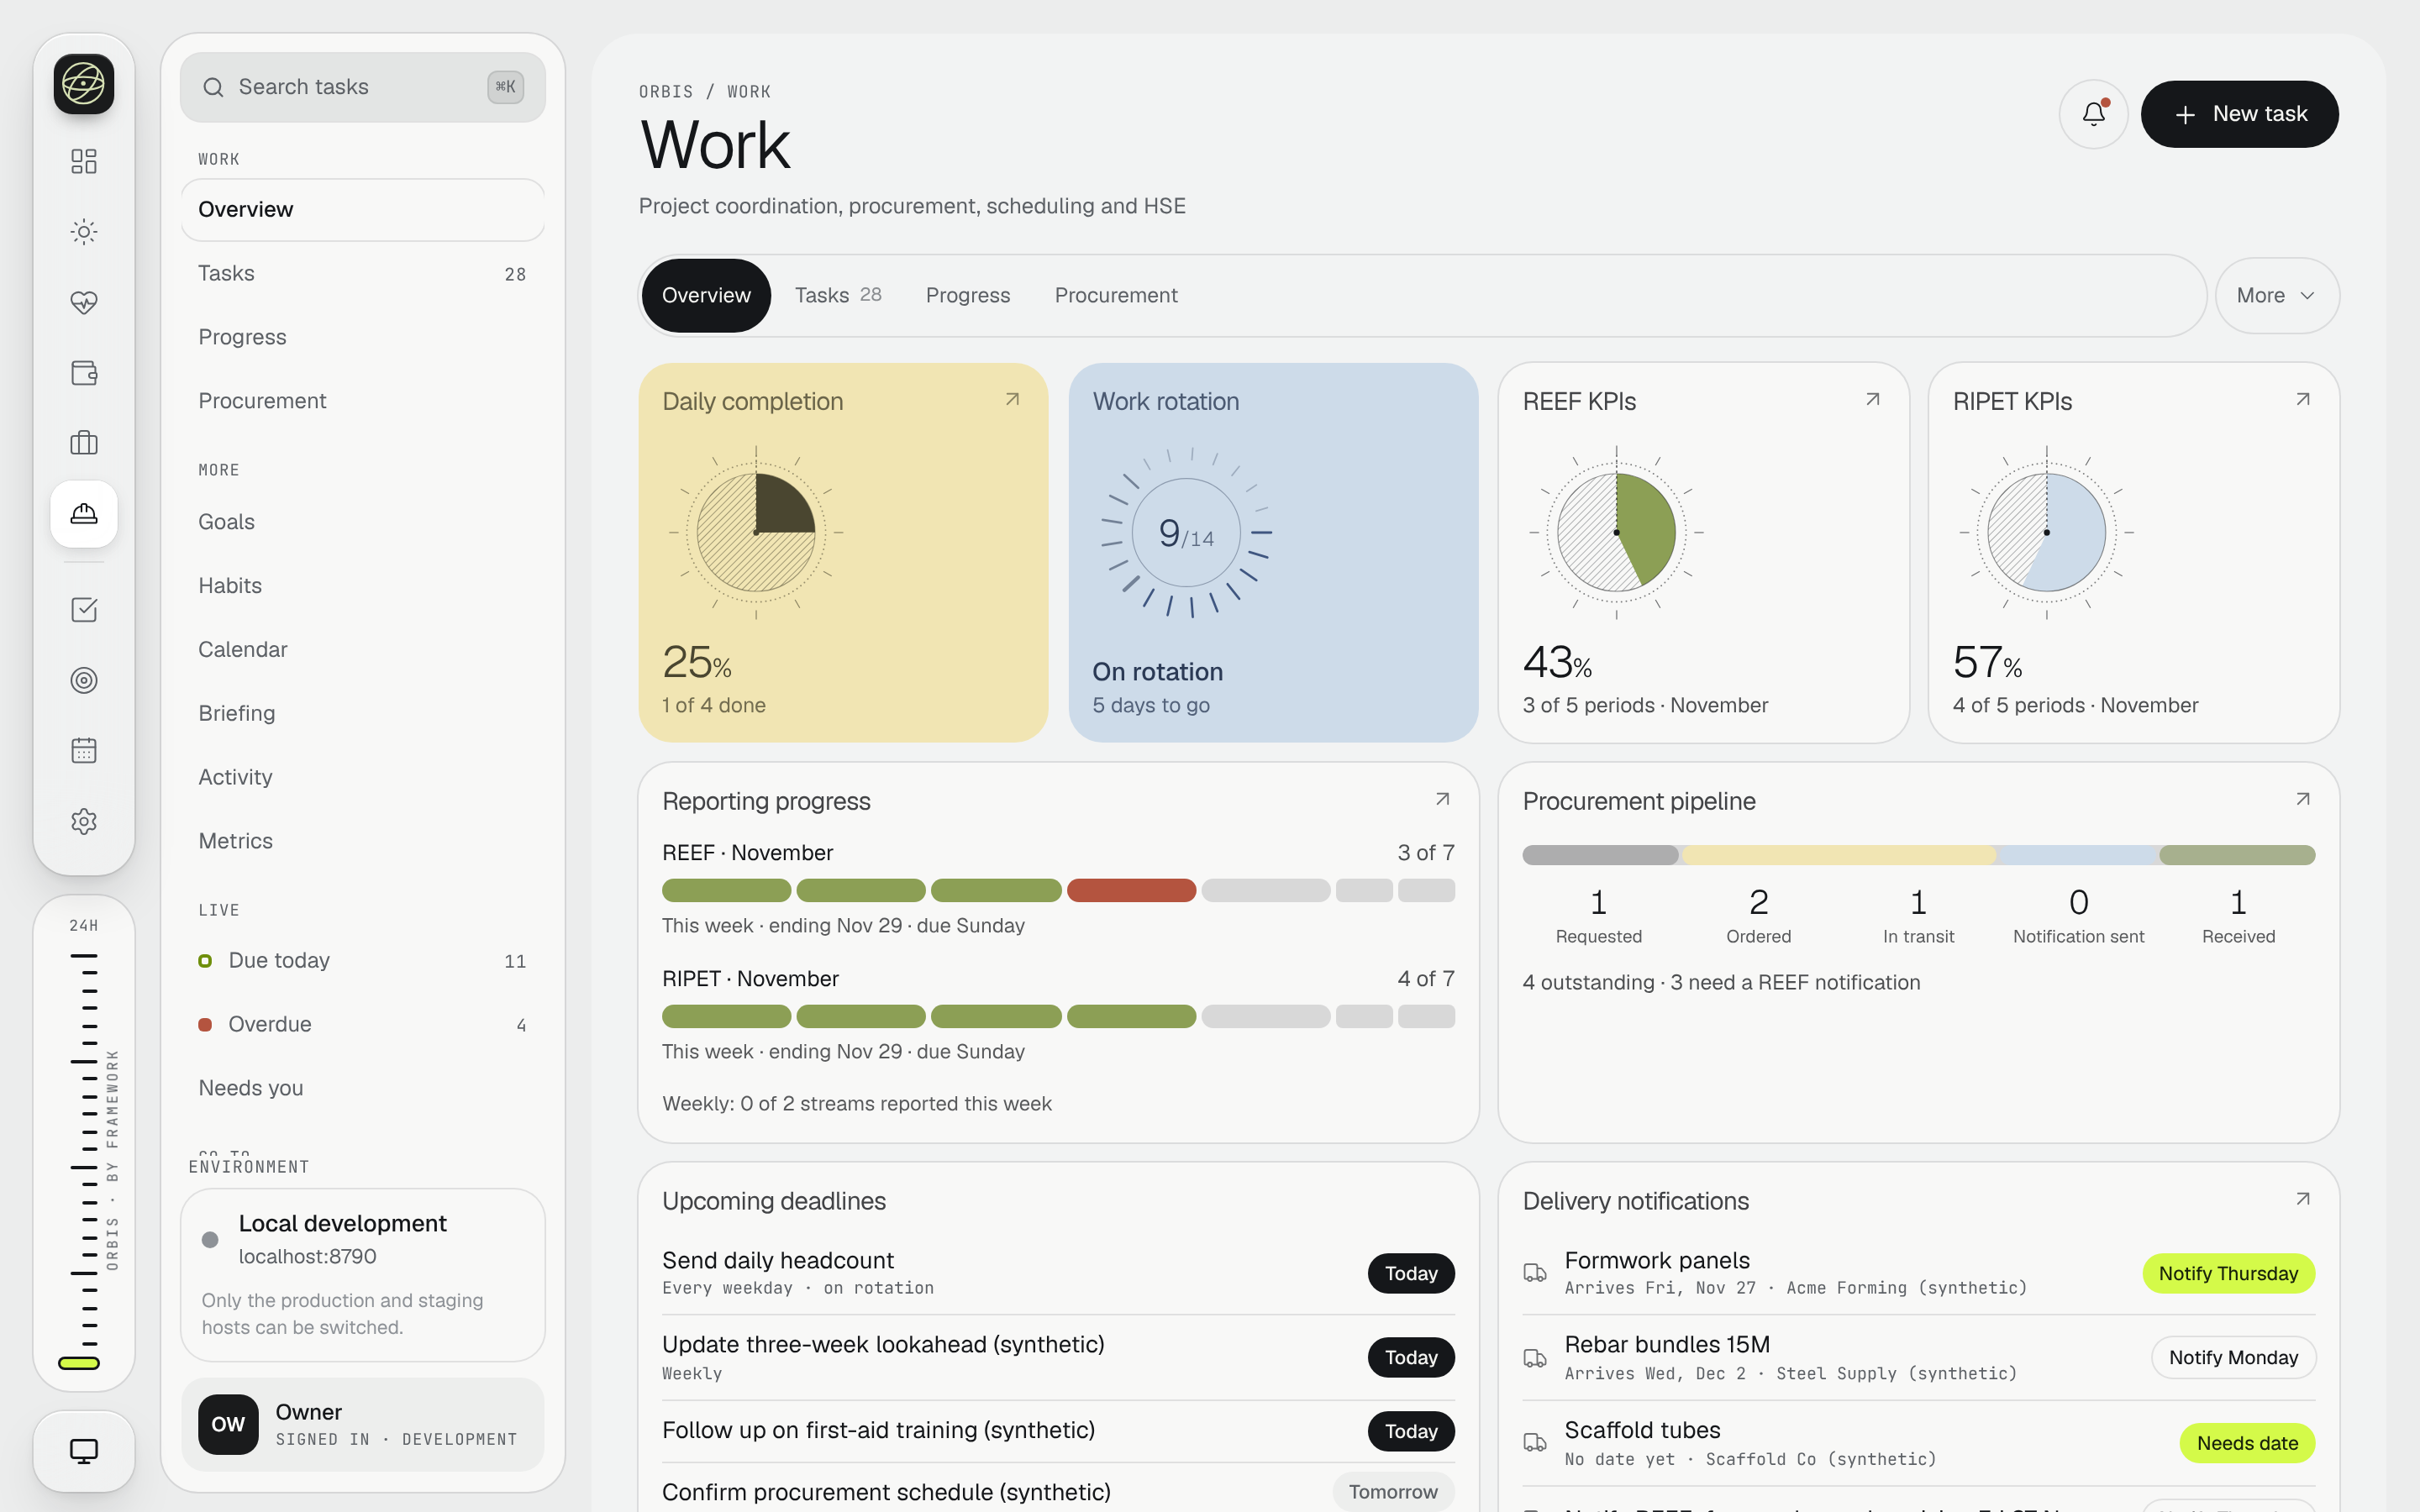 Search tasks ⌘K
WORK
Overview
Tasks 28
Progress
Procurement
MORE
Goals
Habits
Calendar
Briefing
Activity
Metrics
LIVE
Due today 11
Overdue 4
Needs you
ENVIRONMENT
Local development
localhost:8790
Only the production and staging
hosts can be switched.
OW
Owner
SIGNED IN · DEVELOPMENT
24H
ORBIS · BY FRAMEWORK
ORBIS / WORK
Work
Project coordination, procurement, scheduling and HSE
New task
Overview Tasks 28 Progress Procurement More
Daily completion
25%
1 of 4 done
Work rotation
9/14
On rotation
5 days to go
REEF KPIs
43%
3 of 5 periods · November
RIPET KPIs
57%
4 of 5 periods · November
Reporting progress
REEF · November 3 of 7
This week · ending Nov 29 · due Sunday
RIPET · November 4 of 7
This week · ending Nov 29 · due Sunday
Weekly: 0 of 2 streams reported this week
Procurement pipeline
1 2 1 0 1
Requested Ordered In transit Notification sent Received
4 outstanding · 3 need a REEF notification
Upcoming deadlines
Send daily headcount Today
Every weekday · on rotation
Update three-week lookahead (synthetic) Today
Weekly
Follow up on first-aid training (synthetic) Today
Confirm procurement schedule (synthetic) Tomorrow
Delivery notifications
Formwork panels Notify Thursday
Arrives Fri, Nov 27 · Acme Forming (synthetic)
Rebar bundles 15M Notify Monday
Arrives Wed, Dec 2 · Steel Supply (synthetic)
Scaffold tubes Needs date
No date yet · Scaffold Co (synthetic)